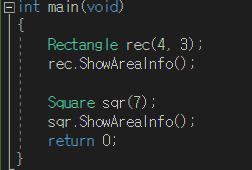 int main(void)
{
Rectangle rec(4, 3);
rec.ShowAreaInfo();
Square sqr(7);
sqr.ShowAreaInfo();
return 0;
}